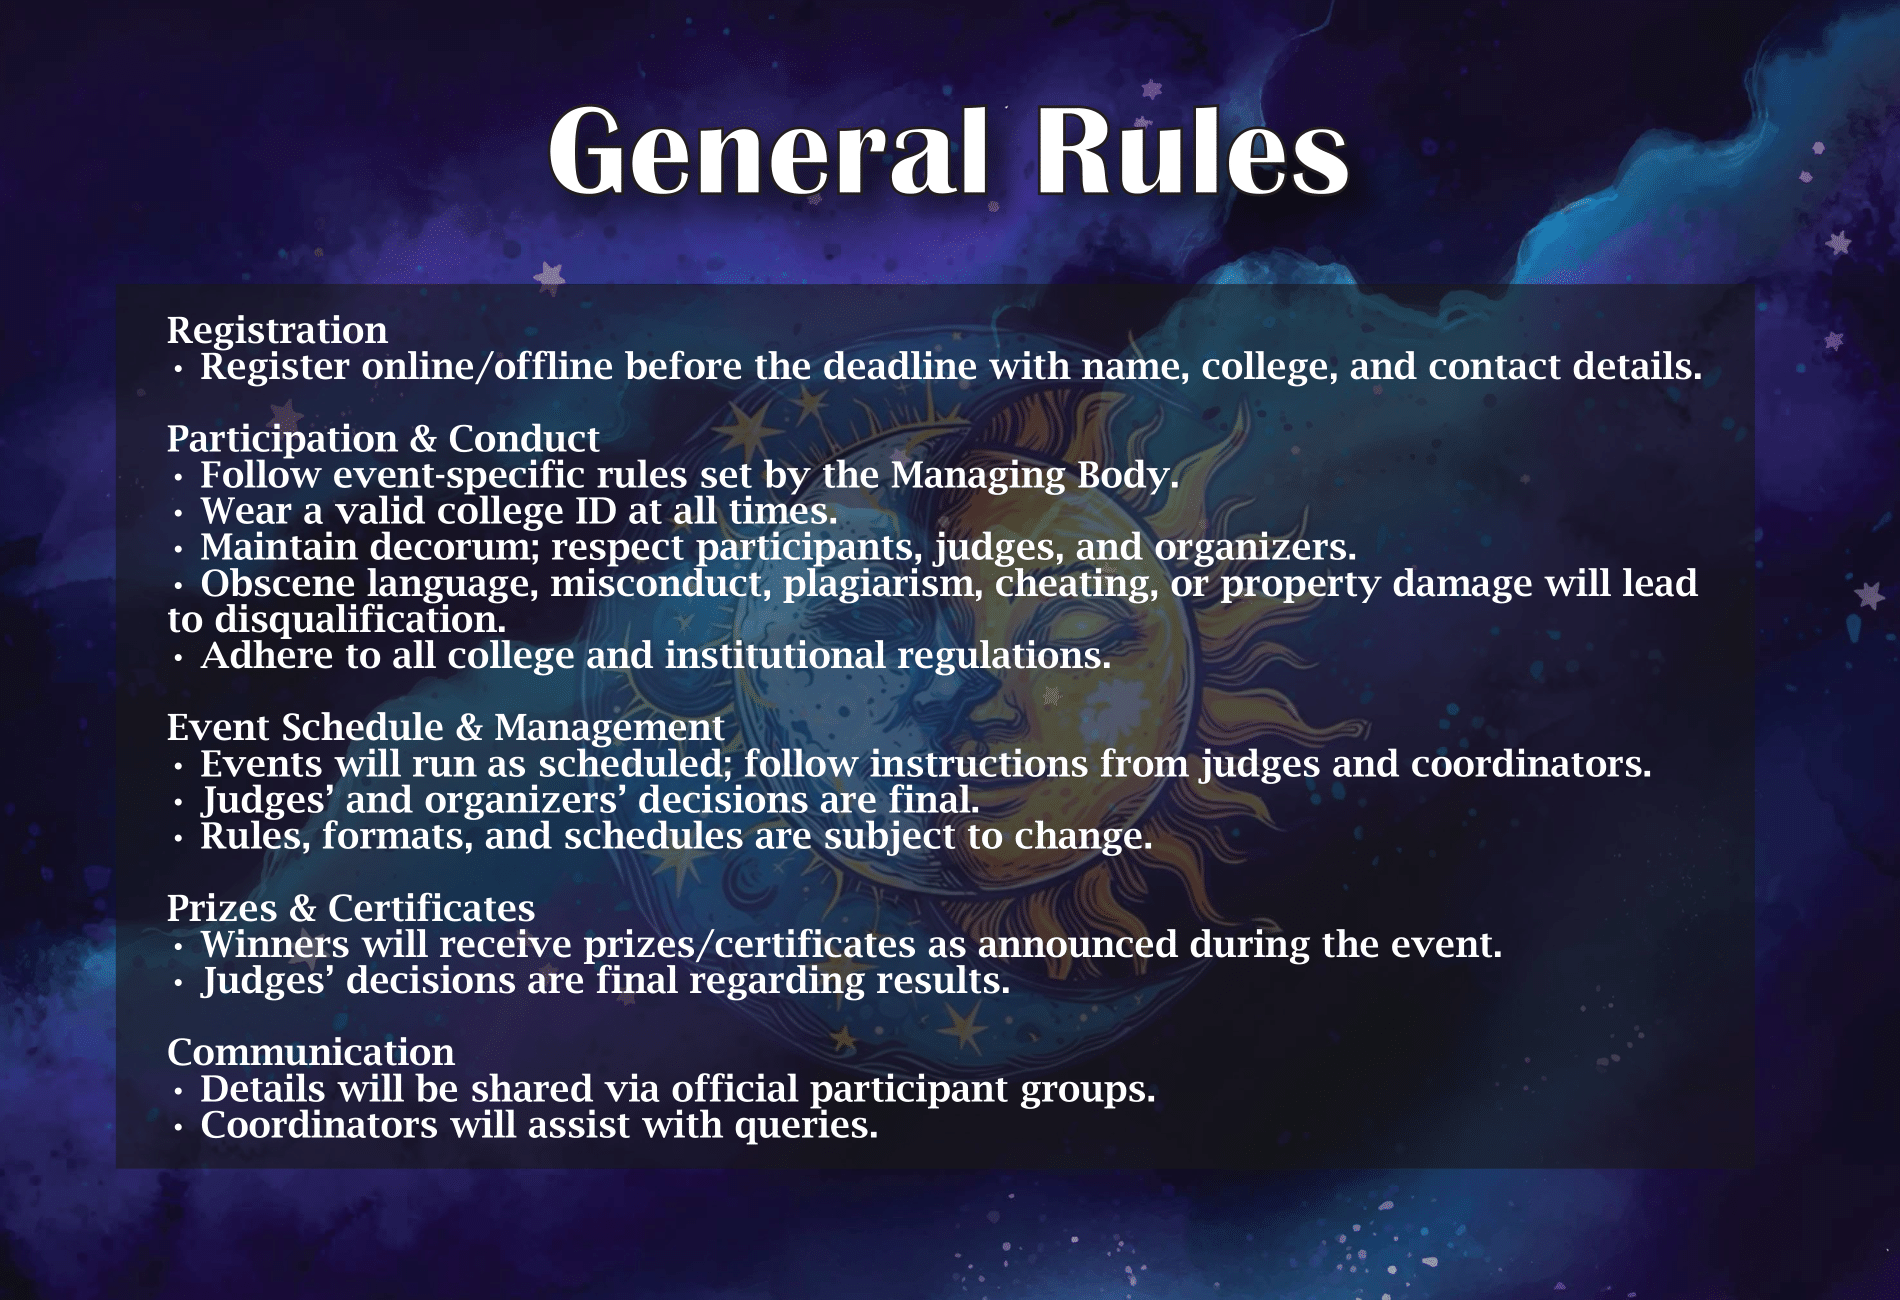 General Rules
Registration
• Register online/offline before the deadline with name, college, and contact details.
Participation & Conduct
• Follow event-specific rules set by the Managing Body.
• Wear a valid college ID at all times.
• Maintain decorum; respect participants, judges, and organizers.
• Obscene language, misconduct, plagiarism, cheating, or property damage will lead
to disqualification.
• Adhere to all college and institutional regulations.
Event Schedule & Management
• Events will run as scheduled; follow instructions from judges and coordinators.
• Judges’ and organizers’ decisions are final.
• Rules, formats, and schedules are subject to change.
Prizes & Certificates
• Winners will receive prizes/certificates as announced during the event.
• Judges’ decisions are final regarding results.
Communication
• Details will be shared via official participant groups.
• Coordinators will assist with queries.